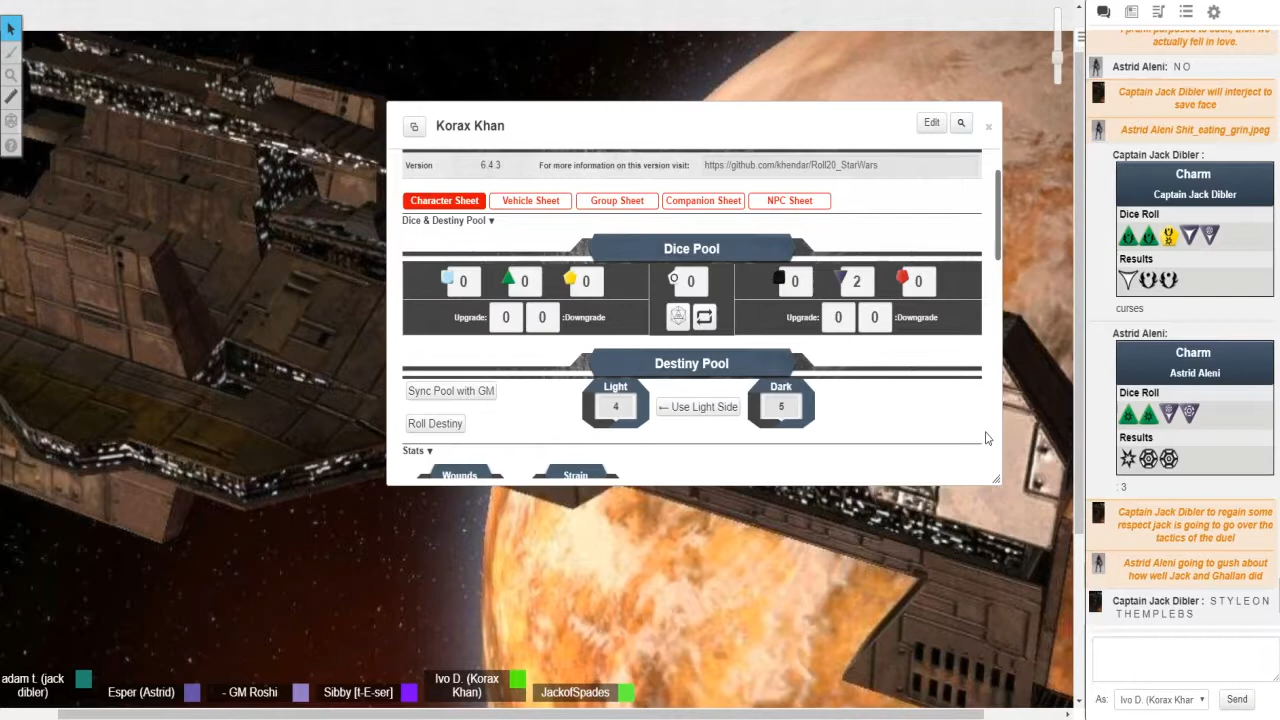 Korax Khan
Edit
Version 6.4.3 For more information on this version visit: https://github.com/khendar/Roll20_StarWars
Character Sheet Vehicle Sheet Group Sheet Companion Sheet NPC Sheet
Dice & Destiny Pool ▾
Dice Pool
0 0 0 0 0 2 0
Upgrade: 0 0 :Downgrade Upgrade: 0 0 :Downgrade
Destiny Pool
Sync Pool with GM
Light
4
← Use Light Side
Dark
5
Roll Destiny
Stats ▾
Wounds Strain
adam t. (jack
dibler)
Esper (Astrid)
- GM Roshi
Sibby [t-E-ser]
Ivo D. (Korax
Khan)
JackofSpades
actually fell in love.
Astrid Aleni: N O
Captain Jack Dibler will interject to
save face
Astrid Aleni Shit_eating_grin.jpeg
Captain Jack Dibler :
Charm
Captain Jack Dibler
Dice Roll
Results
curses
Astrid Aleni:
Charm
Astrid Aleni
Dice Roll
Results
: 3
Captain Jack Dibler to regain some
respect jack is going to go over the
tactics of the duel
Astrid Aleni going to gush about
how well Jack and Ghallan did
Captain Jack Dibler : S T Y L E O N
T H E M P L E B S
As: Ivo D. (Korax Khar
Send